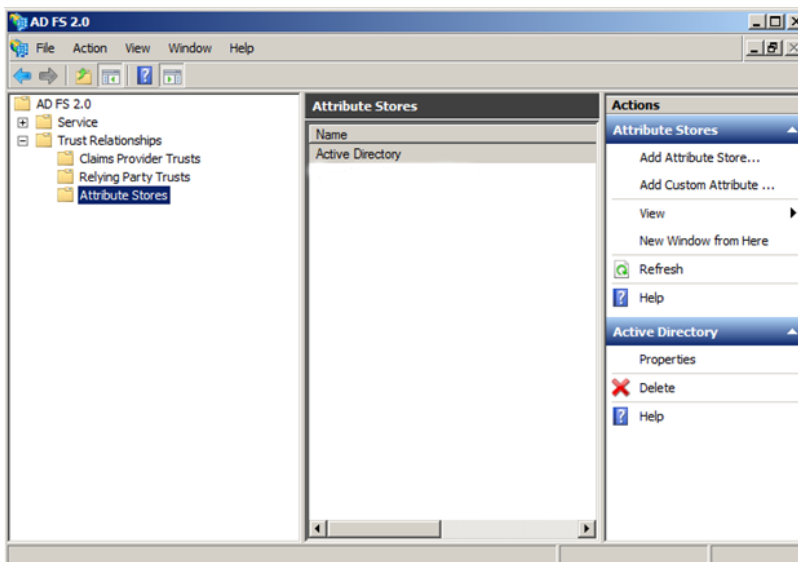 AD FS 2.0
File Action View Window Help
AD FS 2.0
Service
Trust Relationships
Claims Provider Trusts
Relying Party Trusts
Attribute Stores
Attribute Stores
Name
Active Directory
Actions
Attribute Stores
Add Attribute Store...
Add Custom Attribute ...
View
New Window from Here
Refresh
Help
Active Directory
Properties
Delete
Help